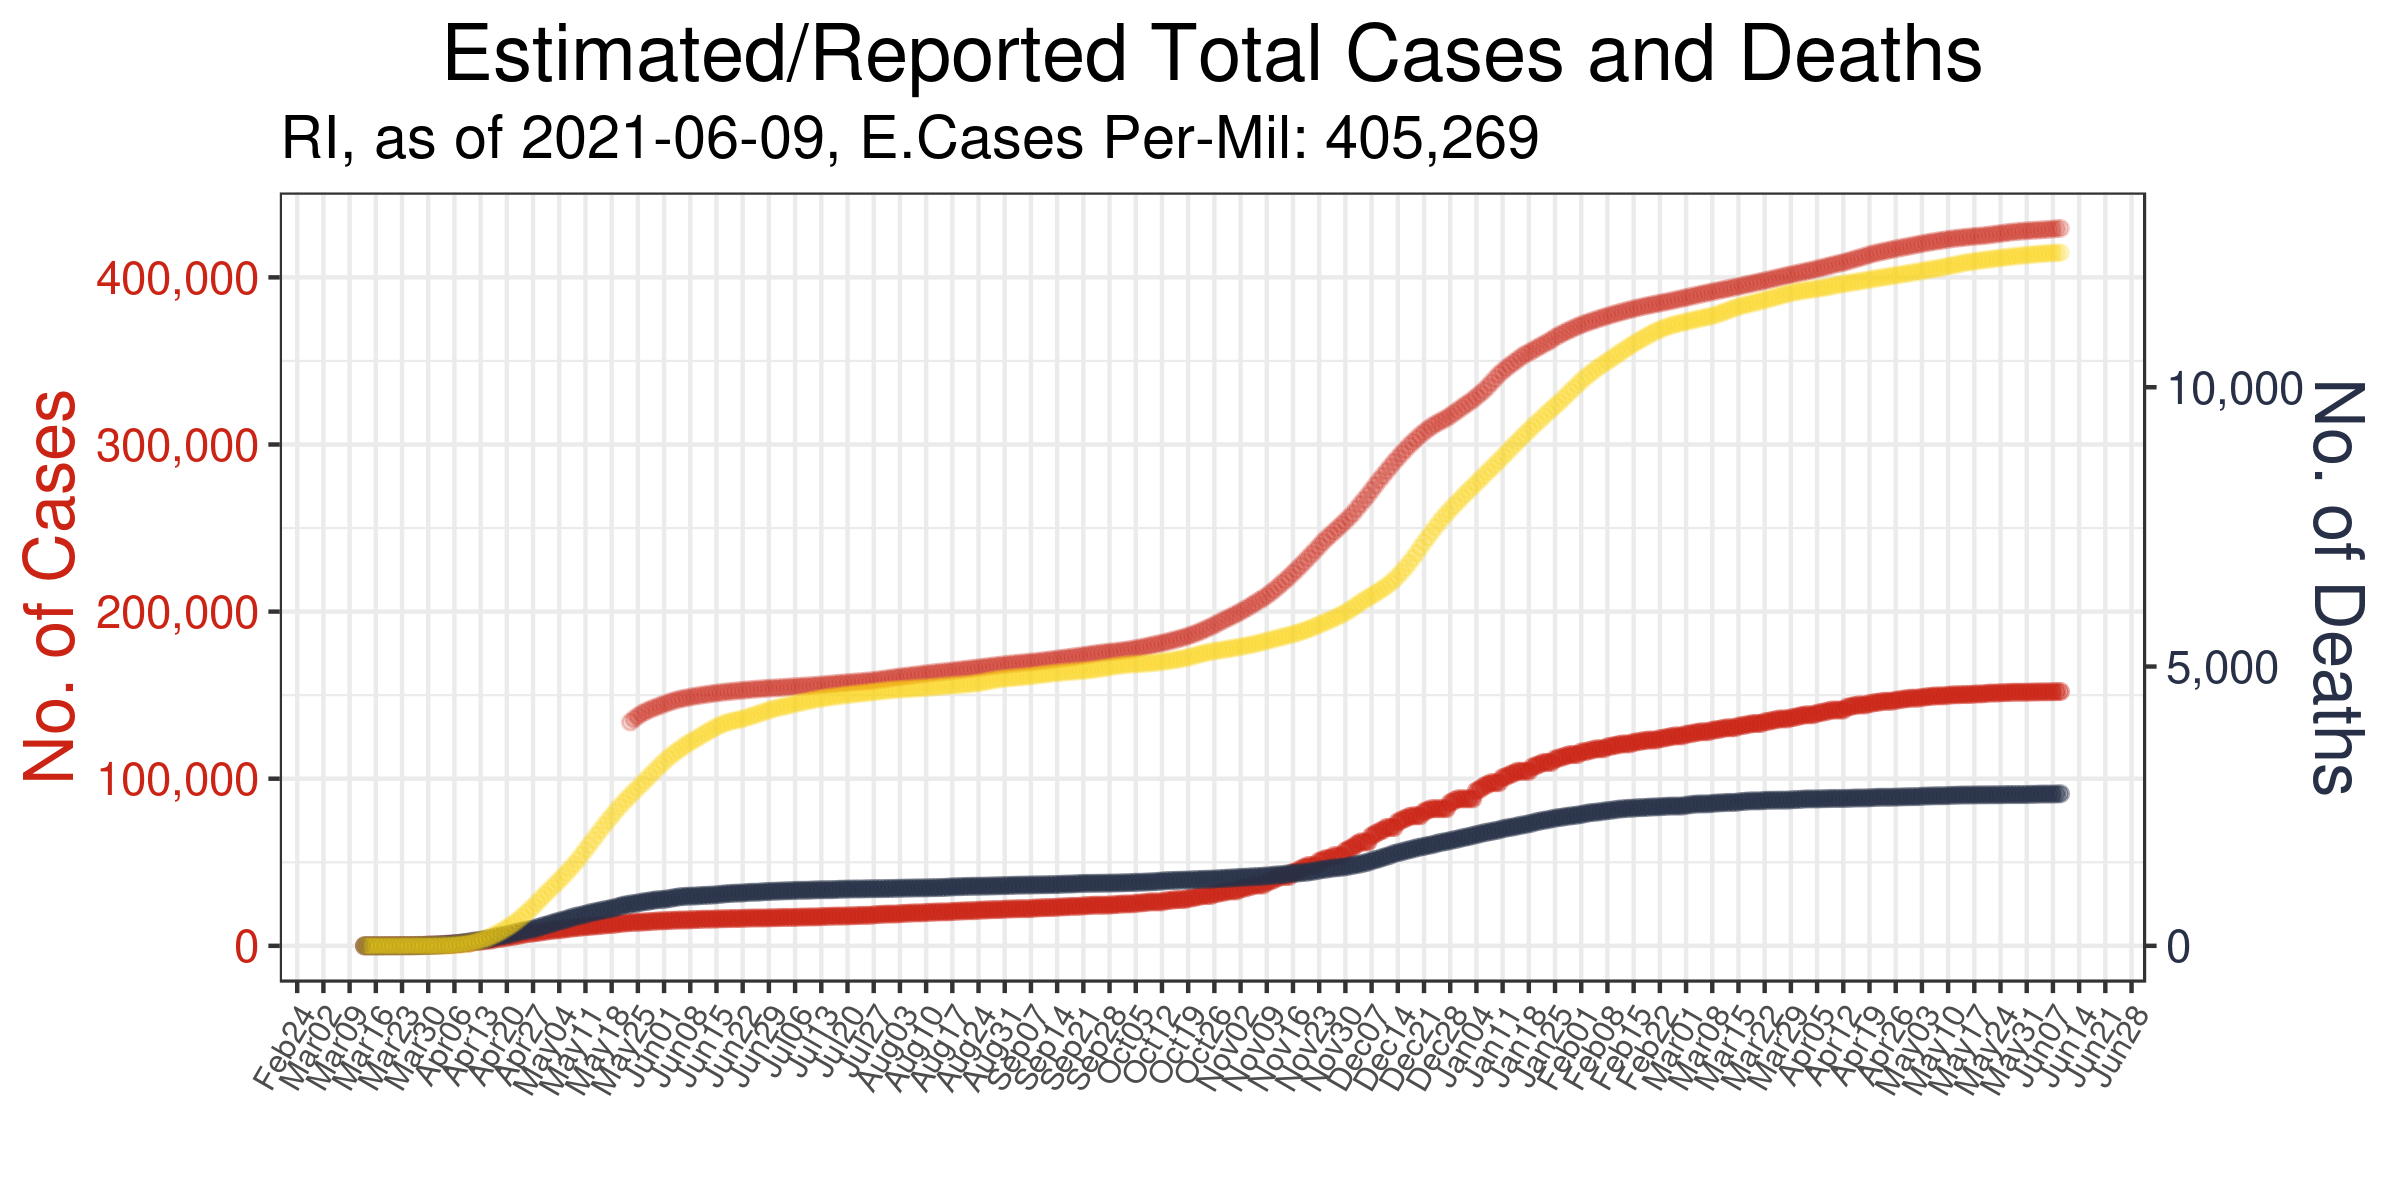 Estimated/Reported Total Cases and Deaths
RI, as of 2021-06-09, E.Cases Per-Mil: 405,269
No. of Cases
400,000
300,000
200,000
100,000
0
No. of Deaths
10,000
5,000
0
Feb24
Mar02
Mar09
Mar16
Mar23
Mar30
Apr06
Apr13
Apr20
Apr27
May04
May11
May18
May25
Jun01
Jun08
Jun15
Jun22
Jun29
Jul06
Jul13
Jul20
Jul27
Aug03
Aug10
Aug17
Aug24
Aug31
Sep07
Sep14
Sep21
Sep28
Oct05
Oct12
Oct19
Oct26
Nov02
Nov09
Nov16
Nov23
Nov30
Dec07
Dec14
Dec21
Dec28
Jan04
Jan11
Jan18
Jan25
Feb01
Feb08
Feb15
Feb22
Mar01
Mar08
Mar15
Mar22
Mar29
Apr05
Apr12
Apr19
Apr26
May03
May10
May17
May24
May31
Jun07
Jun14
Jun21
Jun28